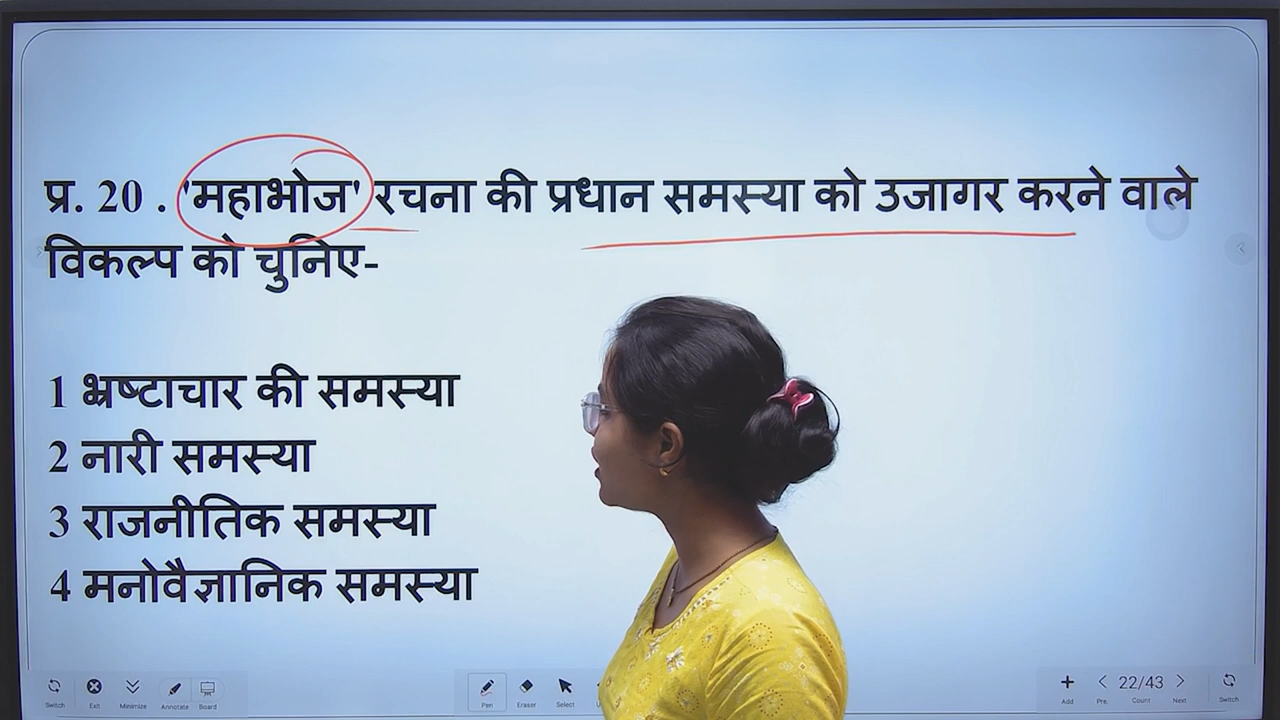 प्र. 20 . 'महाभोज' रचना की प्रधान समस्या को उजागर करने वाले
विकल्प को चुनिए-
1 भ्रष्टाचार की समस्या
2 नारी समस्या
3 राजनीतिक समस्या
4 मनोवैज्ञानिक समस्या
Switch Exit Minimize Annotate Board Pen Eraser Select Add Pre. 22/43 Count Next Switch